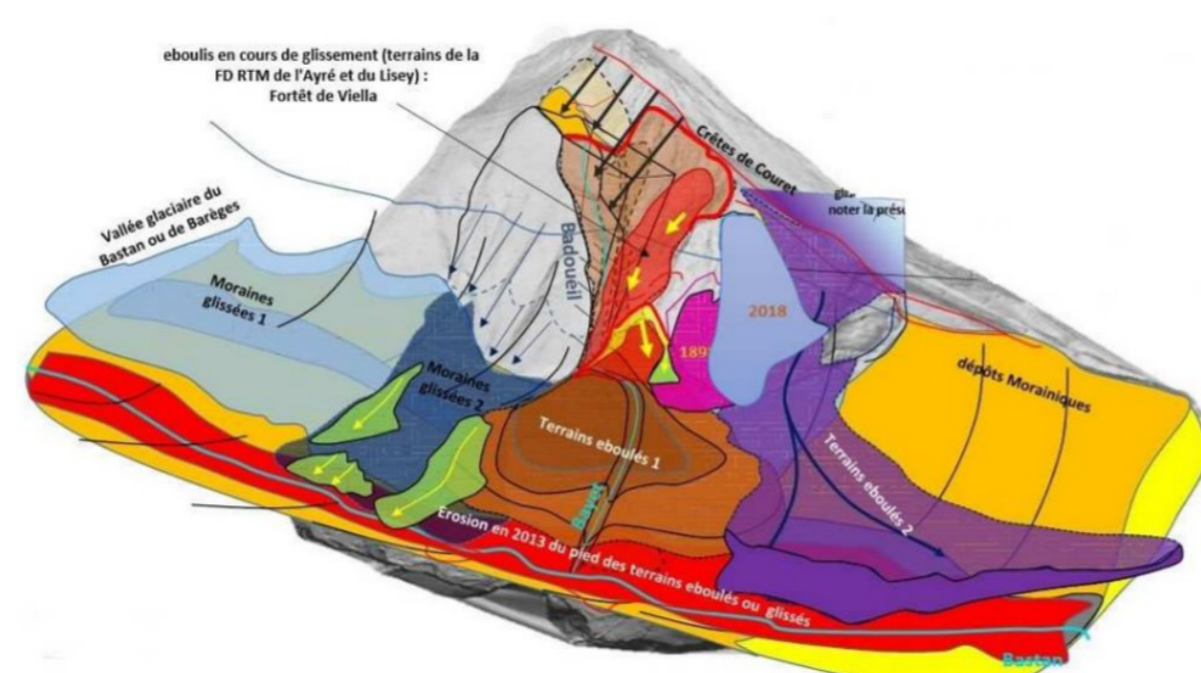 eboulis en cours de glissement (terrains de la
FD RTM de l'Ayré et du Lisey) :
Fortêt de Viella
Crêtes de Couret
noter la présu
Vallée glaciaire du
Bastan ou de Barèges
Badoueil
Moraines
glissées 1
2018
189
Moraines
glissées 2
dépôts Morainiques
Terrains eboulés 1
Terrains eboulés 2
Bayet
Erosion en 2013 du pied des terrains eboulés ou glissés
Bastan